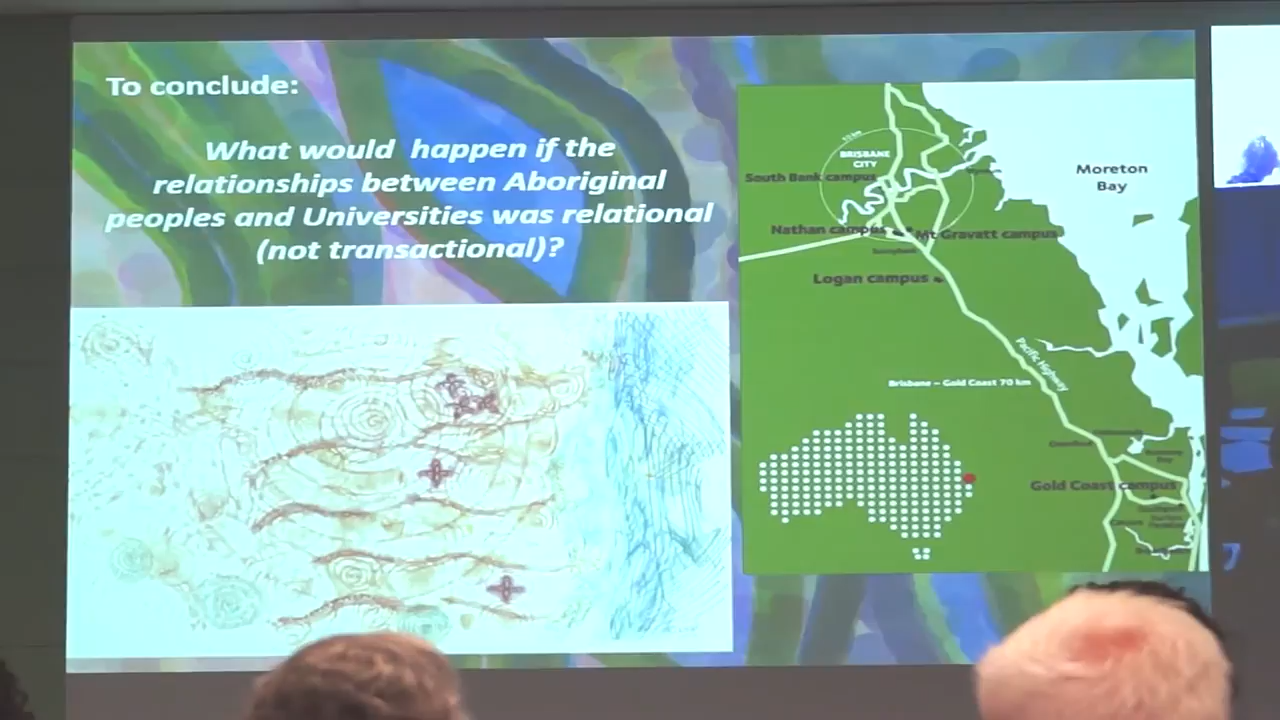 To conclude:
What would happen if the
relationships between Aboriginal
peoples and Universities was relational
(not transactional)?
BRISBANE
CITY
South Bank campus
Moreton
Bay
Nathan campus
Mt Gravatt campus
Logan campus
Pacific Highway
Brisbane – Gold Coast 70 km
Gold Coast campus